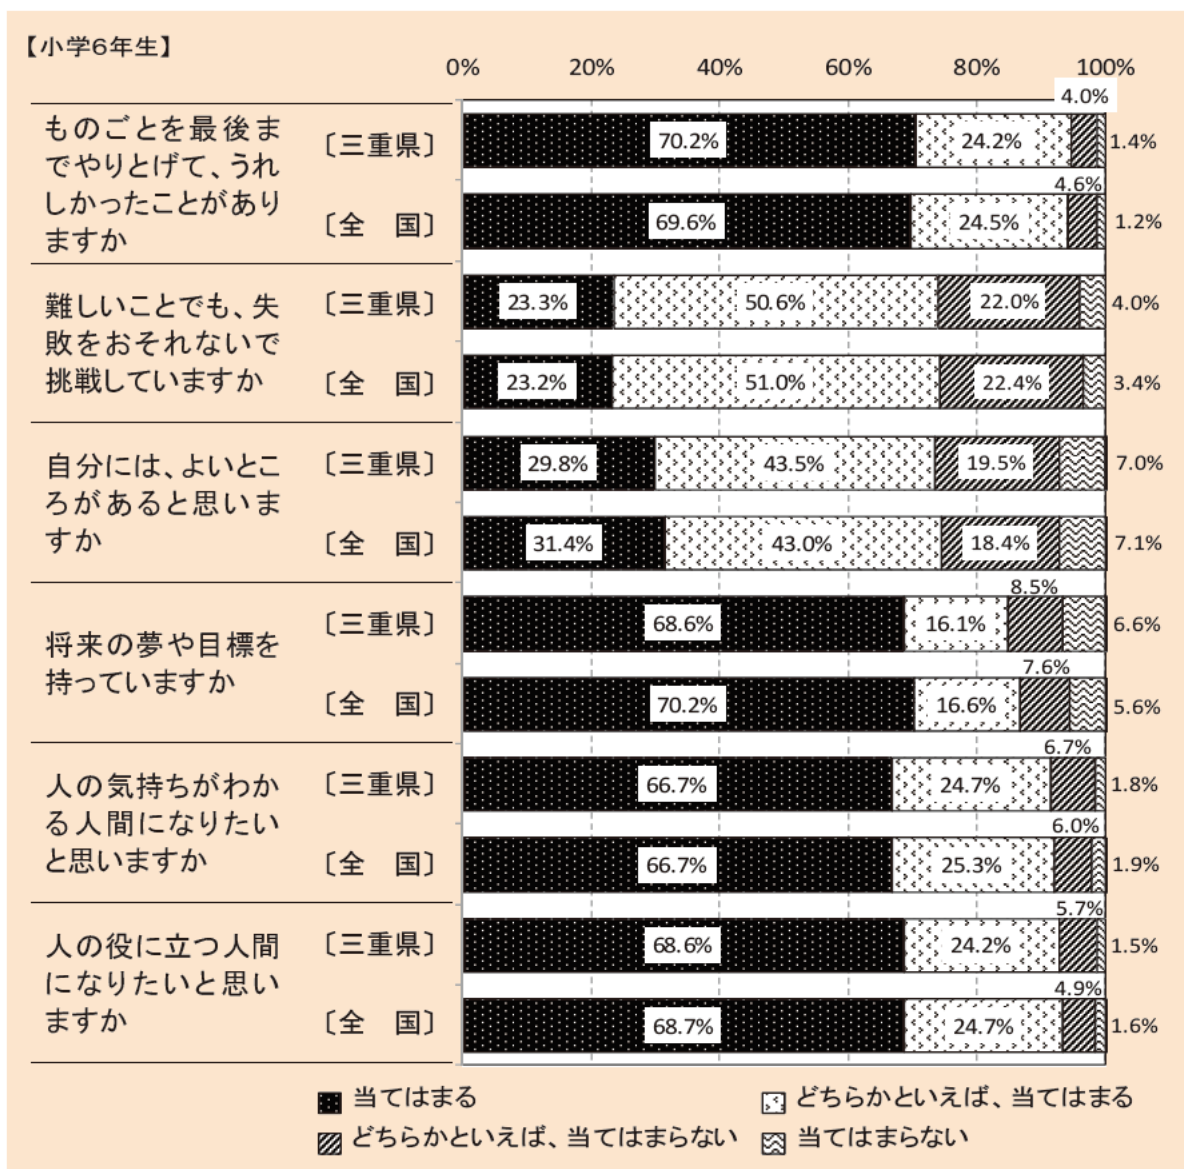 【小学6年生】
0% 20% 40% 60% 80% 100%
ものごとを最後ま
でやりとげて、うれ
しかったことがあり
ますか
〔三重県〕 70.2% 24.2% 4.0% 1.4%
〔全　国〕 69.6% 24.5% 4.6% 1.2%
難しいことでも、失
敗をおそれないで
挑戦していますか
〔三重県〕 23.3% 50.6% 22.0% 4.0%
〔全　国〕 23.2% 51.0% 22.4% 3.4%
自分には、よいとこ
ろがあると思いま
すか
〔三重県〕 29.8% 43.5% 19.5% 7.0%
〔全　国〕 31.4% 43.0% 18.4% 7.1%
将来の夢や目標を
持っていますか
〔三重県〕 68.6% 16.1% 8.5% 6.6%
〔全　国〕 70.2% 16.6% 7.6% 5.6%
人の気持ちがわか
る人間になりたい
と思いますか
〔三重県〕 66.7% 24.7% 6.7% 1.8%
〔全　国〕 66.7% 25.3% 6.0% 1.9%
人の役に立つ人間
になりたいと思い
ますか
〔三重県〕 68.6% 24.2% 5.7% 1.5%
〔全　国〕 68.7% 24.7% 4.9% 1.6%
当てはまる どちらかといえば、当てはまる
どちらかといえば、当てはまらない 当てはまらない